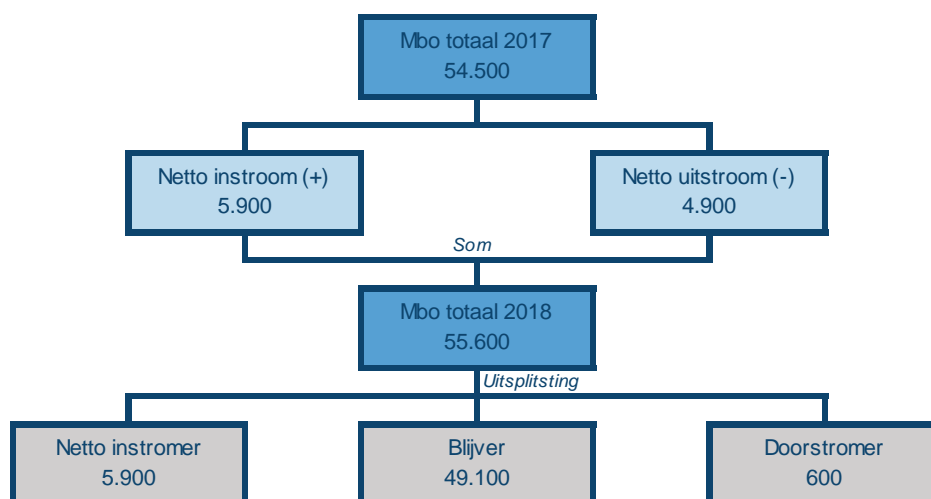 Mbo totaal 2017
54.500
Netto instroom (+)
5.900
Netto uitstroom (-)
4.900
Som
Mbo totaal 2018
55.600
Uitsplitsting
Netto instromer
5.900
Blijver
49.100
Doorstromer
600